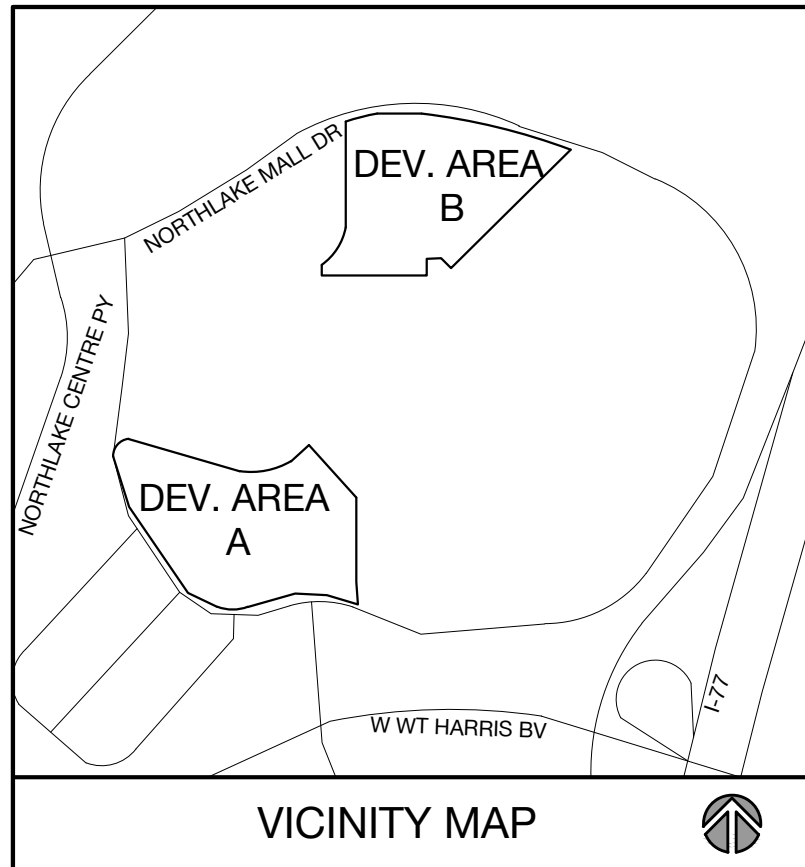 NORTHLAKE MALL DR
DEV. AREA
B
NORTHLAKE CENTRE PY
DEV. AREA
A
I-77
W WT HARRIS BV
VICINITY MAP